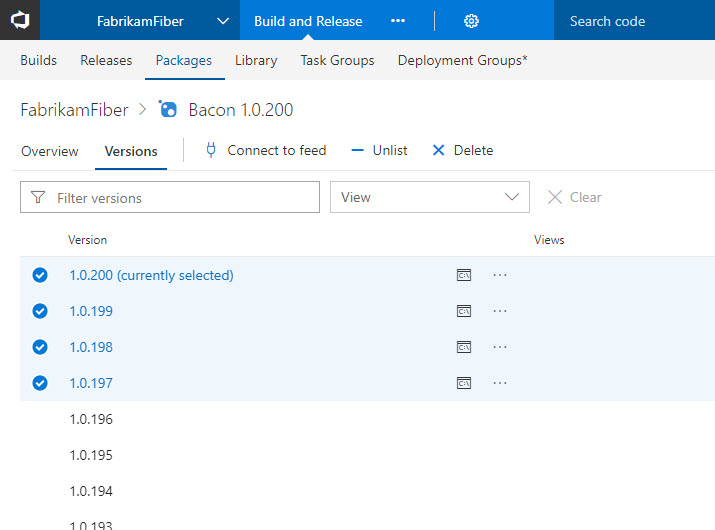 FabrikamFiber Build and Release ... Search code
Builds Releases Packages Library Task Groups Deployment Groups*
FabrikamFiber > Bacon 1.0.200
Overview Versions Connect to feed Unlist Delete
Filter versions View Clear
Version Views
1.0.200 (currently selected) C:\ ...
1.0.199 C:\ ...
1.0.198 C:\ ...
1.0.197 C:\ ...
1.0.196
1.0.195
1.0.194
1.0.193